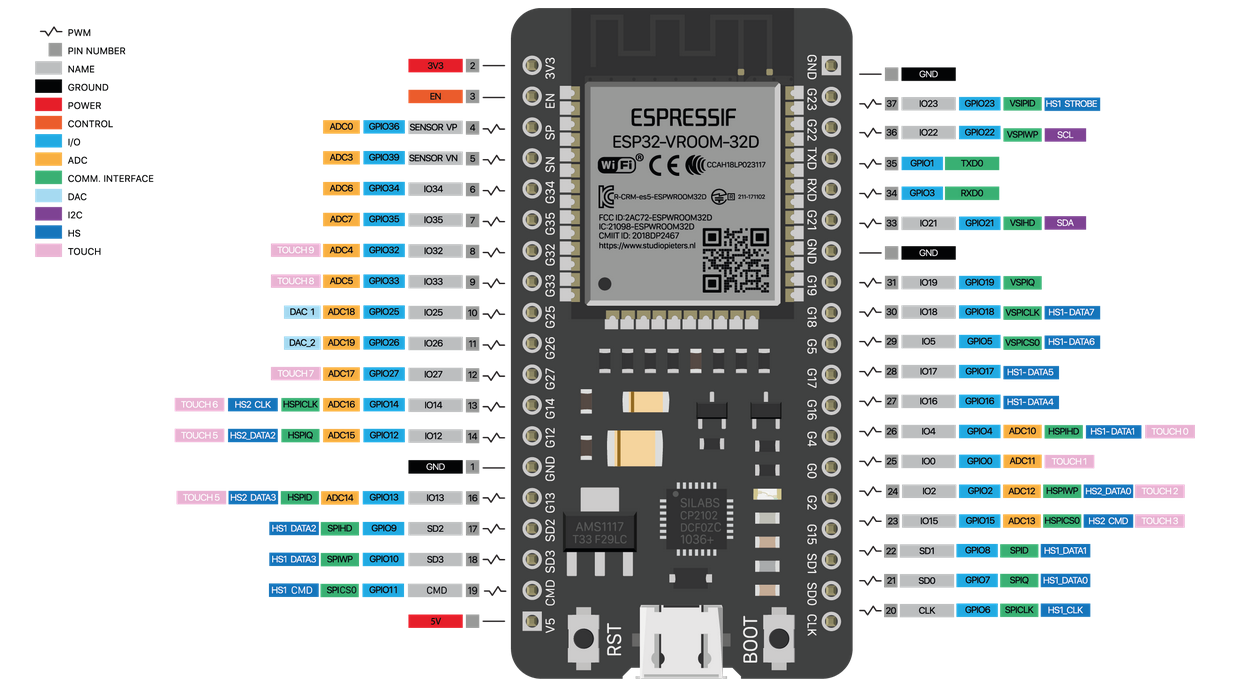 PWM
PIN NUMBER
NAME
GROUND
POWER
CONTROL
I/O
ADC
COMM. INTERFACE
DAC
I2C
HS
TOUCH
3V3 2
EN 3
ADC0 GPIO36 SENSOR VP 4
ADC3 GPIO39 SENSOR VN 5
ADC6 GPIO34 IO34 6
ADC7 GPIO35 IO35 7
TOUCH 9 ADC4 GPIO32 IO32 8
TOUCH 8 ADC5 GPIO33 IO33 9
DAC 1 ADC18 GPIO25 IO25 10
DAC_2 ADC19 GPIO26 IO26 11
TOUCH 7 ADC17 GPIO27 IO27 12
TOUCH 6 HS2 CLK HSPICLK ADC16 GPIO14 IO14 13
TOUCH 5 HS2_DATA2 HSPIQ ADC15 GPIO12 IO12 14
GND 1
TOUCH 5 HS2 DATA3 HSPID ADC14 GPIO13 IO13 16
HS1 DATA2 SPIHD GPIO9 SD2 17
HS1 DATA3 SPIWP GPIO10 SD3 18
HS1 CMD SPICS0 GPIO11 CMD 19
5V
3V3
EN
SP
SN
G34
G35
G32
G33
G25
G26
G27
G14
G12
GND
G13
SD2
SD3
CMD
V5
ESPRESSIF
ESP32-VROOM-32D
WiFi ® CE CCAH18LP023117
R-CRM-es5-ESPWROOM32D R 211-171102
FCC ID:2AC72-ESPWROOM32D
IC:21098-ESPWROOM32D
CMIIT ID: 2018DP2467
https://www.studiopieters.nl
AMS1117
T33 F29LC
SILABS
CP2102
DCF0ZC
1036+
RST
BOOT
GND
G23
G22
TXD
RXD
G21
GND
G19
G18
G5
G17
G16
G4
G0
G2
G15
SD1
SD0
CLK
GND
37 IO23 GPIO23 VSPID HS1 STROBE
36 IO22 GPIO22 VSPIWP SCL
35 GPIO1 TXD0
34 GPIO3 RXD0
33 IO21 GPIO21 VSIHD SDA
GND
31 IO19 GPIO19 VSPIQ
30 IO18 GPIO18 VSPICLK HS1-DATA7
29 IO5 GPIO5 VSPICS0 HS1-DATA6
28 IO17 GPIO17 HS1-DATA5
27 IO16 GPIO16 HS1-DATA4
26 IO4 GPIO4 ADC10 HSPIHD HS1-DATA1 TOUCH 0
25 IO0 GPIO0 ADC11 TOUCH 1
24 IO2 GPIO2 ADC12 HSPIWP HS2_DATA0 TOUCH 2
23 IO15 GPIO15 ADC13 HSPICS0 HS2 CMD TOUCH 3
22 SD1 GPIO8 SPID HS1_DATA1
21 SD0 GPIO7 SPIQ HS1_DATA0
20 CLK GPIO6 SPICLK HS1_CLK